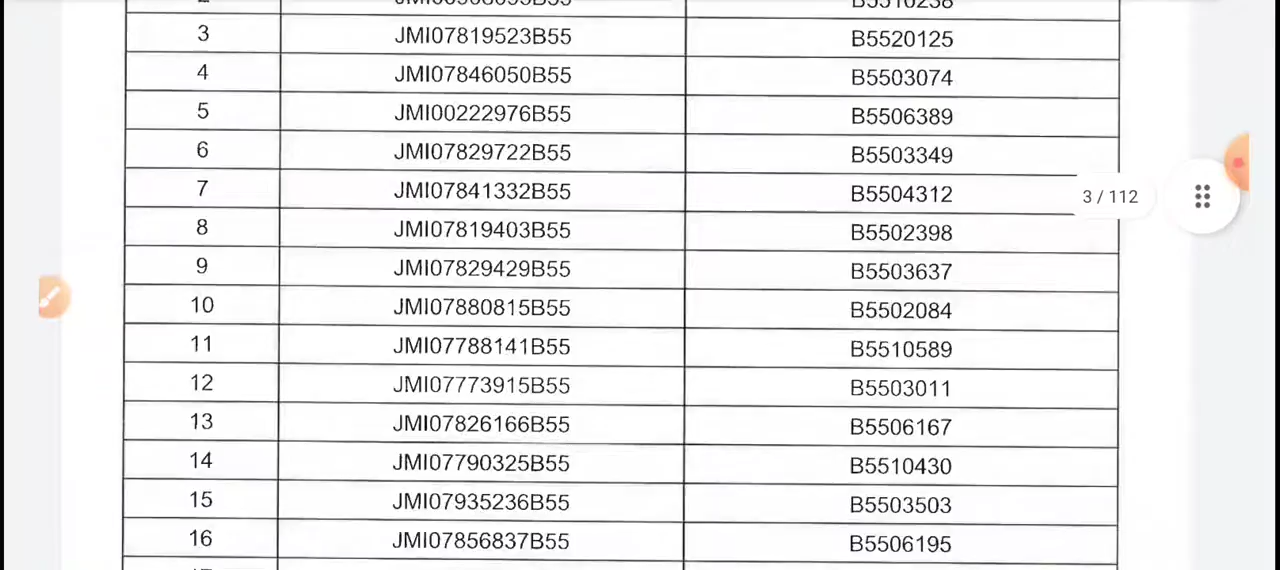 3 JMI07819523B55 B5520125
4 JMI07846050B55 B5503074
5 JMI00222976B55 B5506389
6 JMI07829722B55 B5503349
7 JMI07841332B55 B5504312
3 / 112
8 JMI07819403B55 B5502398
9 JMI07829429B55 B5503637
10 JMI07880815B55 B5502084
11 JMI07788141B55 B5510589
12 JMI07773915B55 B5503011
13 JMI07826166B55 B5506167
14 JMI07790325B55 B5510430
15 JMI07935236B55 B5503503
16 JMI07856837B55 B5506195